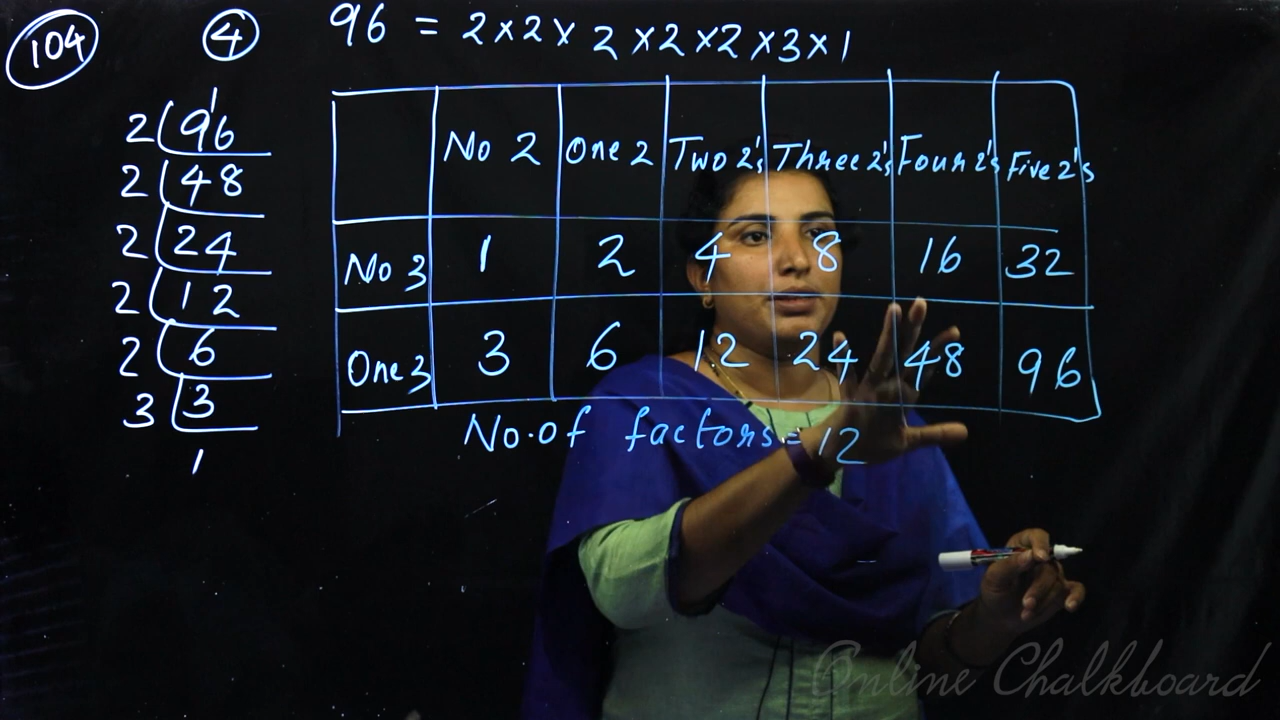 104
4
96 = 2×2×2×2×2×3×1
1
2 96
2 48
2 24
2 12
2 6
3 3
1
No 2 One 2 Two 2's Three 2's Four 2's Five 2's
No 3 1 2 4 8 16 32
One 3 3 6 12 24 48 96
No. of factors = 12
Online Chalkboard